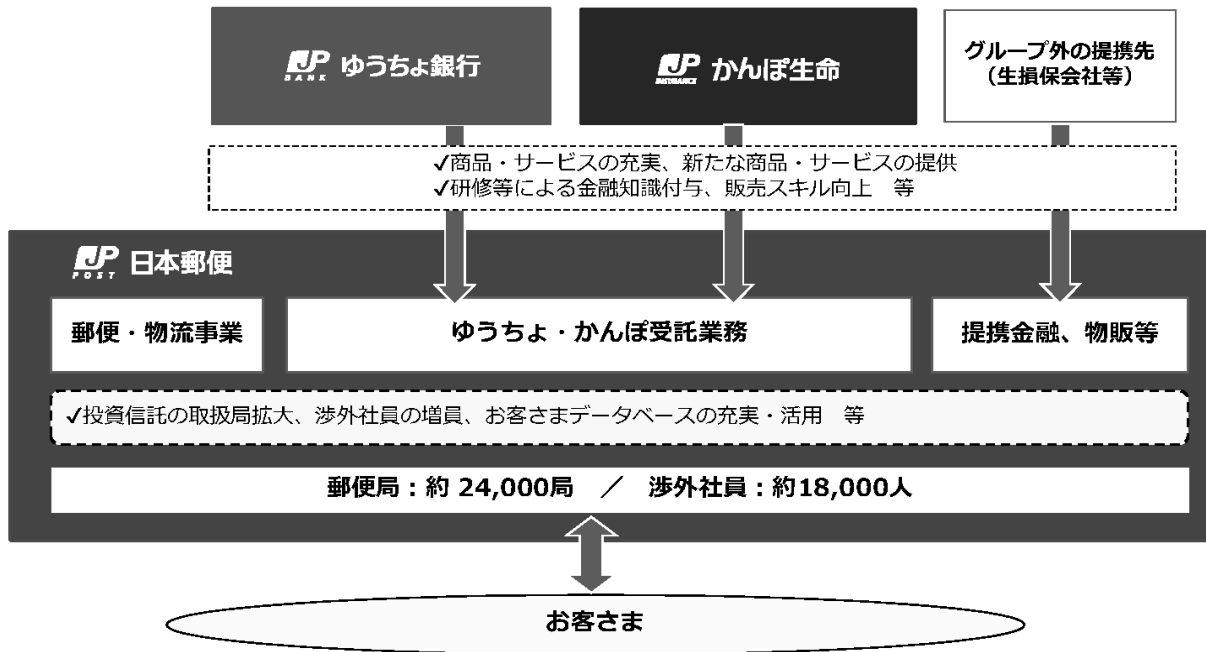 JP BANK ゆうちょ銀行
JP INSURANCE かんぽ生命
グループ外の提携先
（生損保会社等）
✓商品・サービスの充実、新たな商品・サービスの提供
✓研修等による金融知識付与、販売スキル向上　等
JP POST 日本郵便
郵便・物流事業
ゆうちょ・かんぽ受託業務
提携金融、物販等
✓投資信託の取扱局拡大、渉外社員の増員、お客さまデータベースの充実・活用　等
郵便局：約 24,000局　／　渉外社員：約18,000人
お客さま